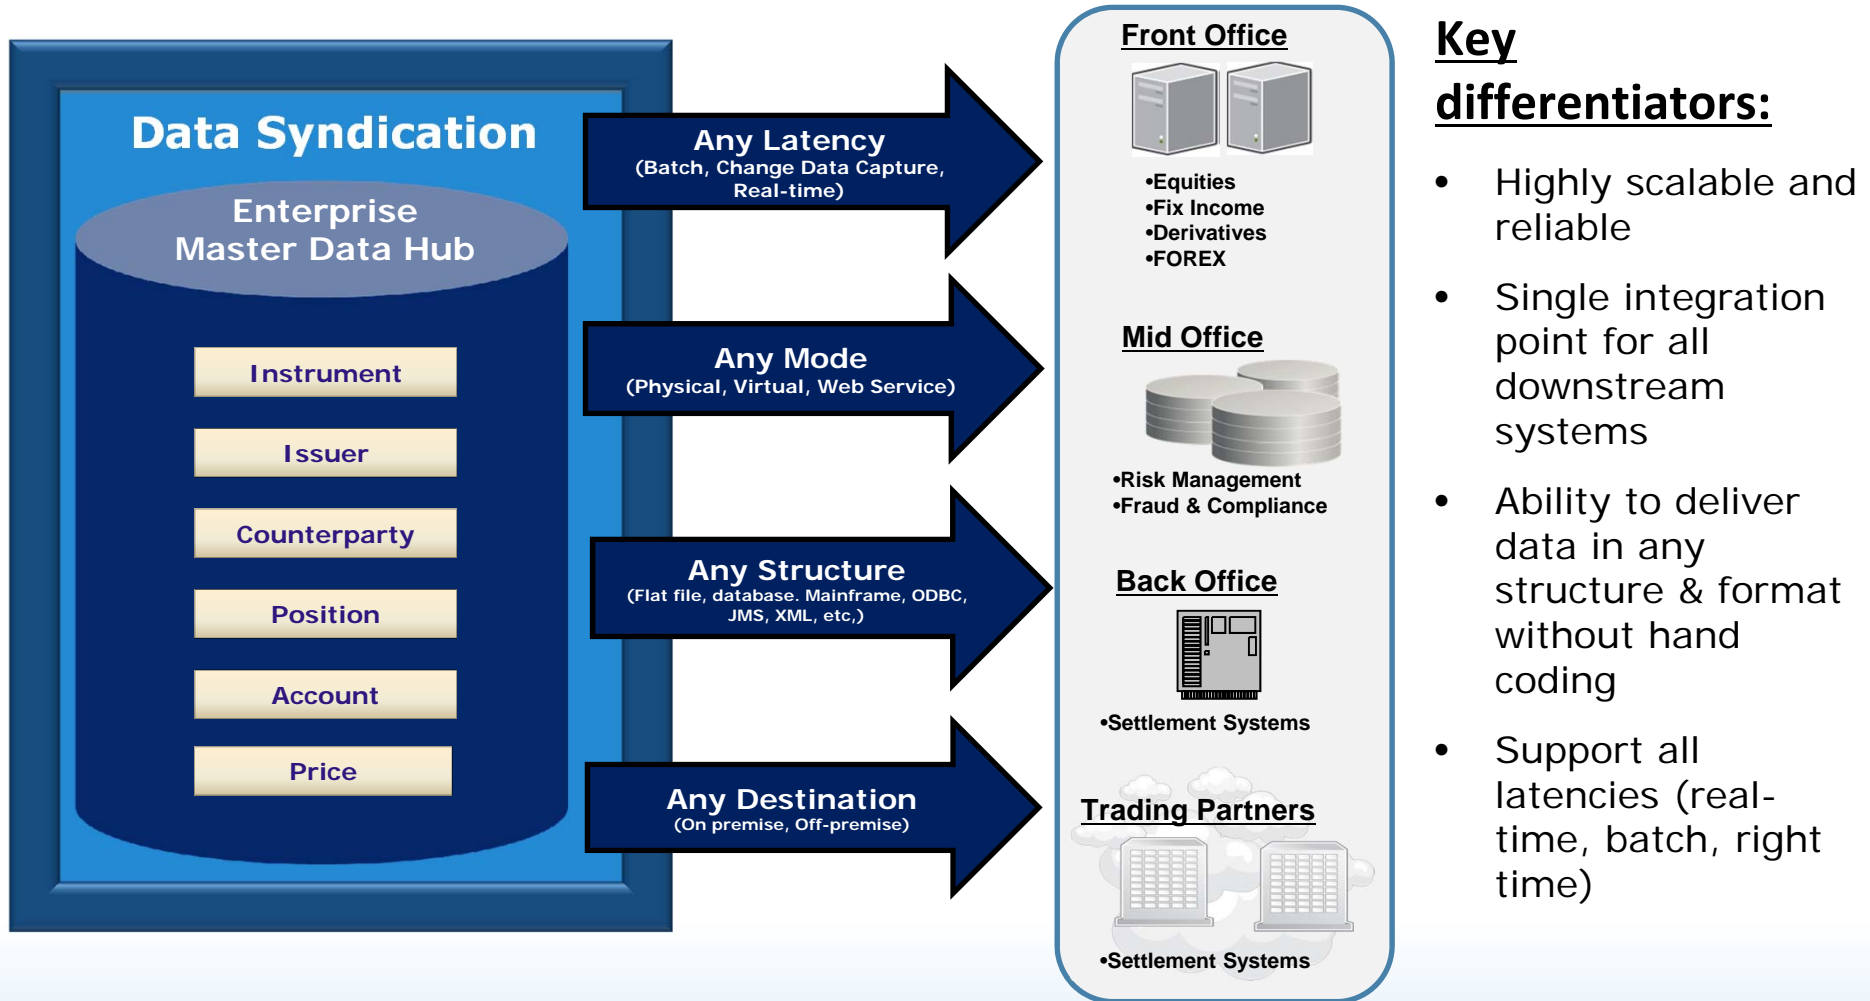 Data Syndication
Enterprise
Master Data Hub
Instrument
Issuer
Counterparty
Position
Account
Price
Any Latency
(Batch, Change Data Capture,
Real-time)
Any Mode
(Physical, Virtual, Web Service)
Any Structure
(Flat file, database. Mainframe, ODBC,
JMS, XML, etc,)
Any Destination
(On premise, Off-premise)
Front Office
•Equities
•Fix Income
•Derivatives
•FOREX
Mid Office
•Risk Management
•Fraud & Compliance
Back Office
•Settlement Systems
Trading Partners
•Settlement Systems
Key
differentiators:
• Highly scalable and
reliable
• Single integration
point for all
downstream
systems
• Ability to deliver
data in any
structure & format
without hand
coding
• Support all
latencies (real-
time, batch, right
time)